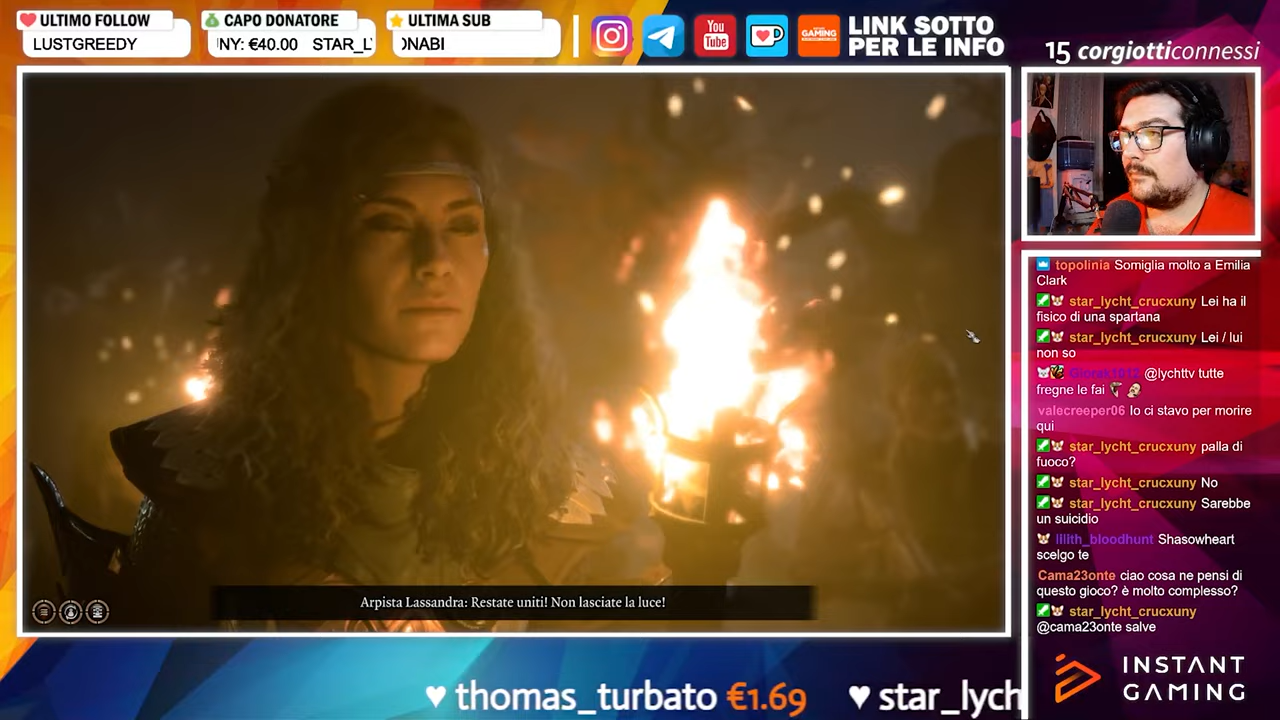 ULTIMO FOLLOW
LUSTGREEDY
CAPO DONATORE
NY: €40.00 STAR_L
ULTIMA SUB
ONABI
You
Tube
GAMING
LINK SOTTO
PER LE INFO
15 corgiotticonnessi
topolinia Somiglia molto a Emilia
Clark
star_lycht_crucxuny Lei ha il
fisico di una spartana
star_lycht_crucxuny Lei / lui
non so
@lychttv tutte
fregne le fai
valecreeper06 Io ci stavo per morire
qui
star_lycht_crucxuny palla di
fuoco?
star_lycht_crucxuny No
star_lycht_crucxuny Sarebbe
un suicidio
lilith_bloodhunt Shasowheart
scelgo te
Cama23onte ciao cosa ne pensi di
questo gioco? è molto complesso?
star_lycht_crucxuny
@cama23onte salve
Arpista Lassandra: Restate uniti! Non lasciate la luce!
INSTANT
GAMING
thomas_turbato €1.69 star_lych